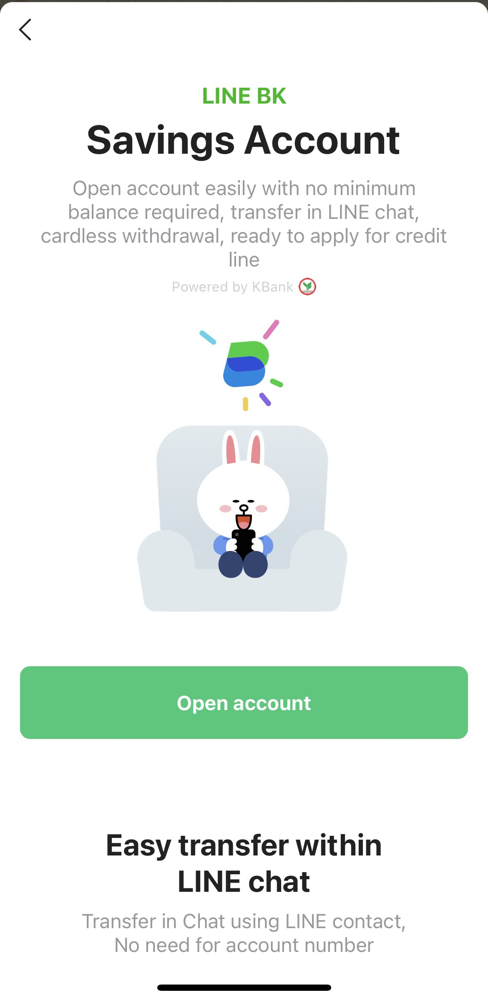 LINE BK
Savings Account
Open account easily with no minimum
balance required, transfer in LINE chat,
cardless withdrawal, ready to apply for credit
line
Powered by KBank
Open account
Easy transfer within
LINE chat
Transfer in Chat using LINE contact,
No need for account number